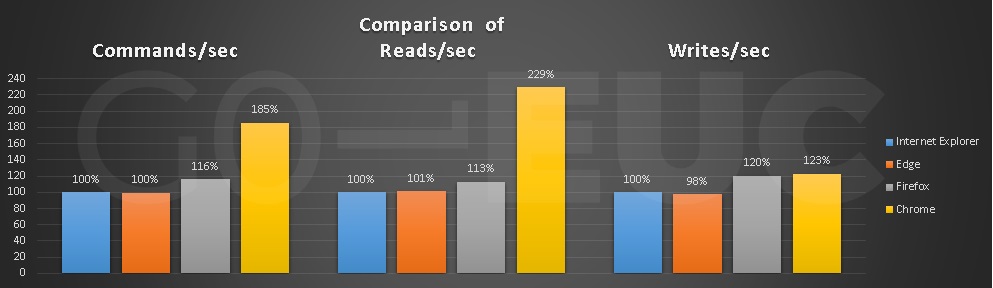 Comparison of
Commands/sec
Reads/sec
Writes/sec
240
220
200
180
160
140
120
100
80
60
40
20
0
100%
100%
116%
185%
100%
101%
113%
229%
100%
98%
120%
123%
Internet Explorer
Edge
Firefox
Chrome
GO-EUC